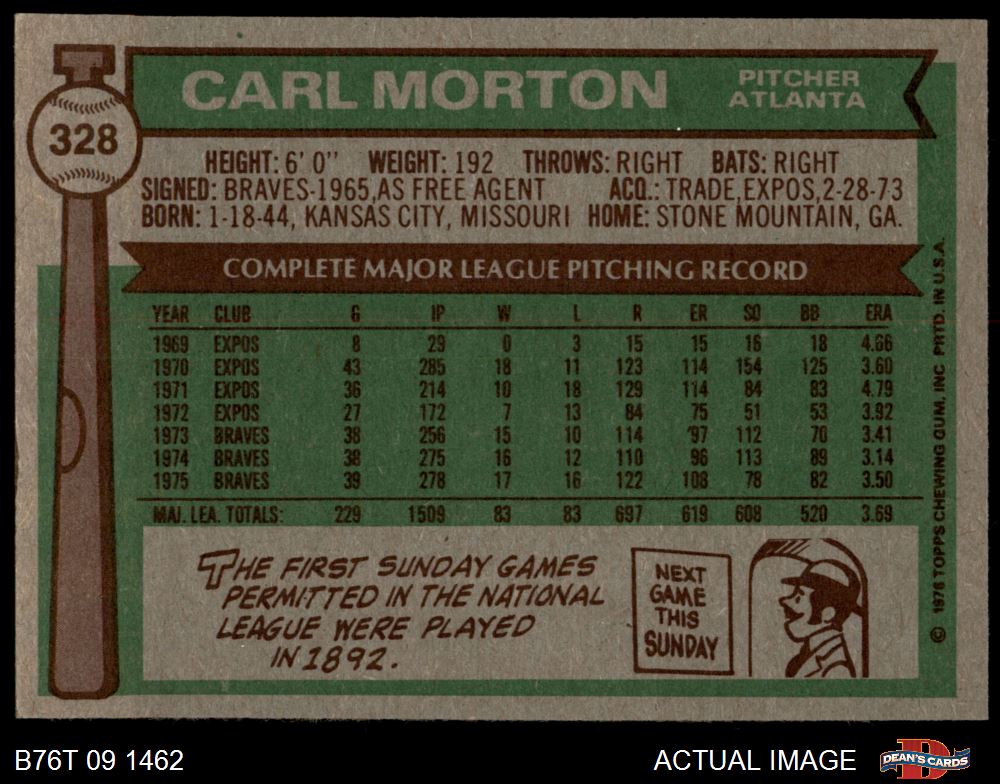 CARL MORTON
PITCHER
ATLANTA
328
HEIGHT: 6' 0" WEIGHT: 192 THROWS: RIGHT BATS: RIGHT
SIGNED: BRAVES-1965, AS FREE AGENT ACQ.: TRADE, EXPOS, 2-28-73
BORN: 1-18-44, KANSAS CITY, MISSOURI HOME: STONE MOUNTAIN, GA.
COMPLETE MAJOR LEAGUE PITCHING RECORD
YEAR CLUB G IP W L R ER SO BB ERA
1969 EXPOS 8 29 0 3 15 15 16 18 4.66
1970 EXPOS 43 285 18 11 123 114 154 125 3.60
1971 EXPOS 36 214 10 18 129 114 84 83 4.79
1972 EXPOS 27 172 7 13 84 75 51 53 3.92
1973 BRAVES 38 256 15 10 114 97 112 70 3.41
1974 BRAVES 38 275 16 12 110 96 113 89 3.14
1975 BRAVES 39 278 17 16 122 108 78 82 3.50
MAJ. LEA. TOTALS: 229 1509 83 83 697 619 608 520 3.69
THE FIRST SUNDAY GAMES
PERMITTED IN THE NATIONAL
LEAGUE WERE PLAYED
IN 1892.
NEXT
GAME
THIS
SUNDAY
© 1976 TOPPS CHEWING GUM, INC PRTD. IN U.S.A.
B76T 09 1462
ACTUAL IMAGE
DEAN'S CARDS